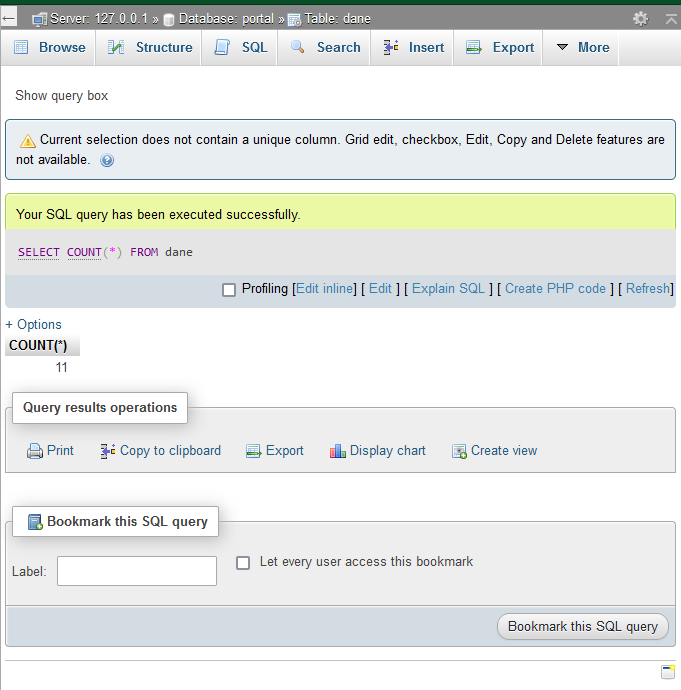 Server: 127.0.0.1 » Database: portal » Table: dane
Browse Structure SQL Search Insert Export More
Show query box
Current selection does not contain a unique column. Grid edit, checkbox, Edit, Copy and Delete features are
not available.
Your SQL query has been executed successfully.
SELECT COUNT(*) FROM dane
Profiling [Edit inline] [ Edit ] [ Explain SQL ] [ Create PHP code ] [ Refresh]
+ Options
COUNT(*)
11
Query results operations
Print Copy to clipboard Export Display chart Create view
Bookmark this SQL query
Label: Let every user access this bookmark
Bookmark this SQL query